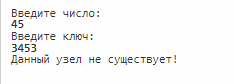 Введите число:
45
Введите ключ:
3453
Данный узел не существует!